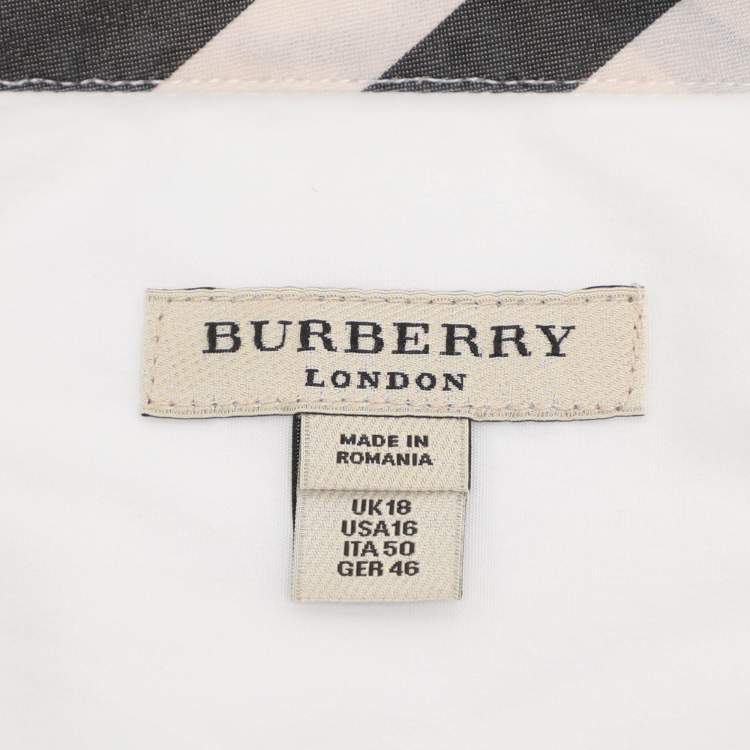 BURBERRY
LONDON
MADE IN
ROMANIA
UK18
USA16
ITA 50
GER 46